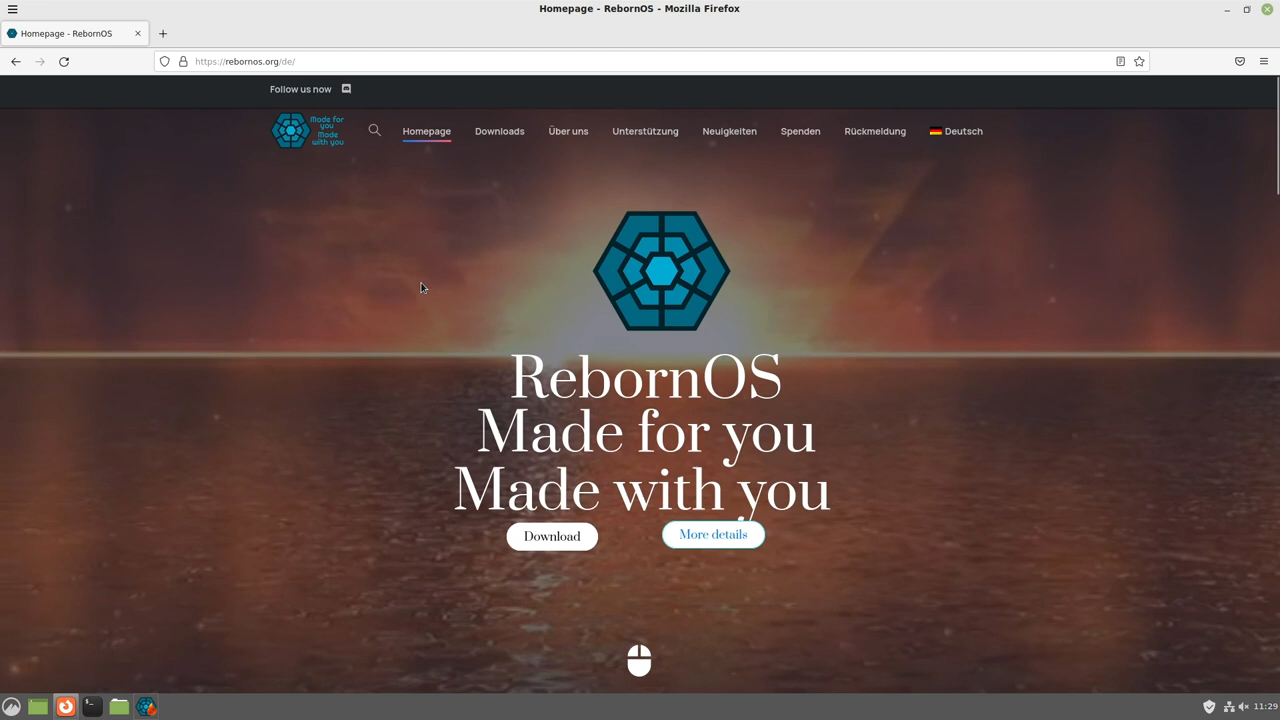 Homepage - RebornOS - Mozilla Firefox
Homepage - RebornOS
https://rebornos.org/de/
Follow us now
Made for
you
Made
with you
Homepage Downloads Über uns Unterstützung Neuigkeiten Spenden Rückmeldung Deutsch
RebornOS
Made for you
Made with you
Download More details
11:29